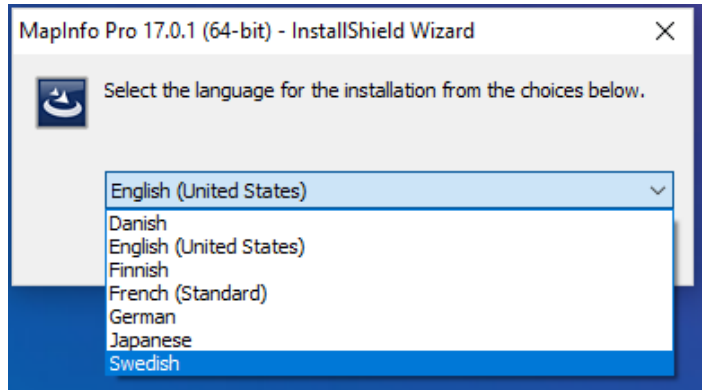 MapInfo Pro 17.0.1 (64-bit) - InstallShield Wizard
Select the language for the installation from the choices below.
English (United States)
Danish
English (United States)
Finnish
French (Standard)
German
Japanese
Swedish